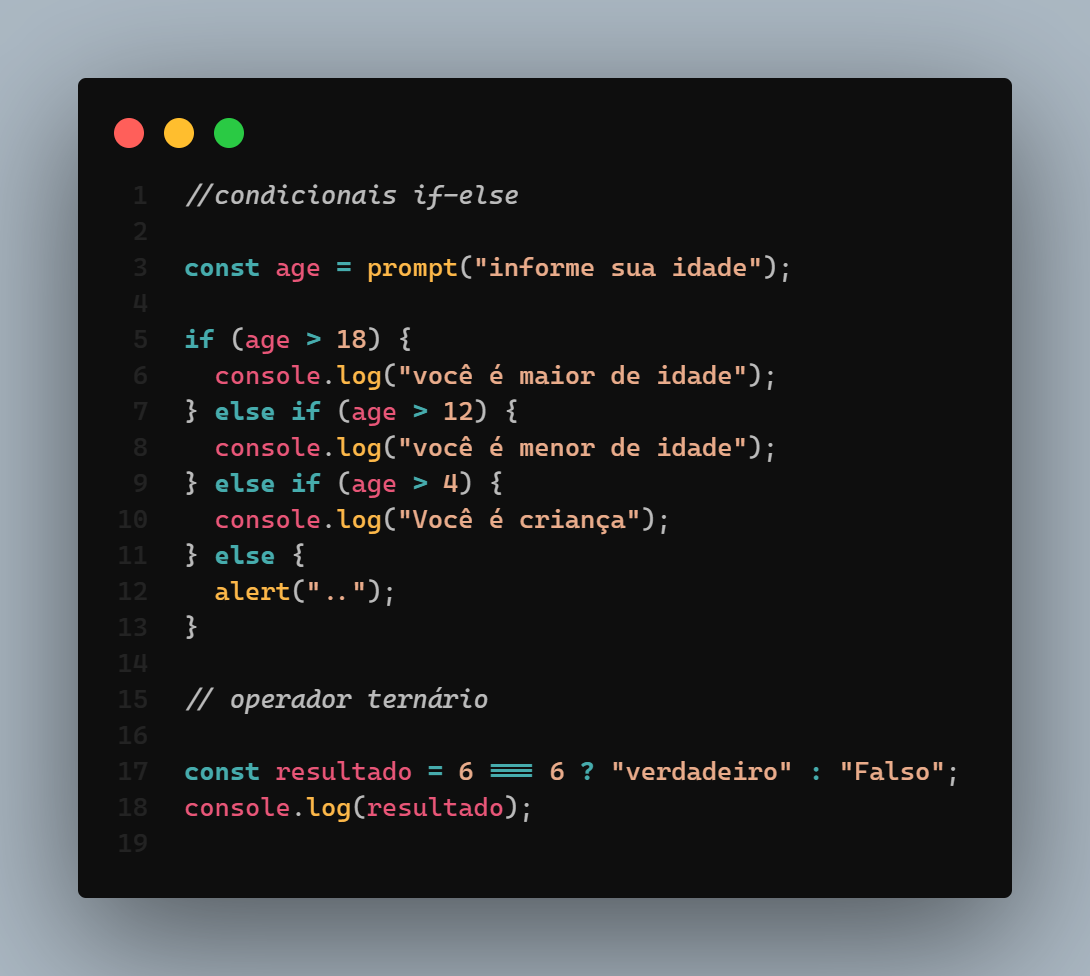 1 //condicionais if-else
2
3 const age = prompt("informe sua idade");
4
5 if (age > 18) {
6   console.log("você é maior de idade");
7 } else if (age > 12) {
8   console.log("você é menor de idade");
9 } else if (age > 4) {
10   console.log("Você é criança");
11 } else {
12   alert("..");
13 }
14
15 // operador ternário
16
17 const resultado = 6 === 6 ? "verdadeiro" : "Falso";
18 console.log(resultado);
19